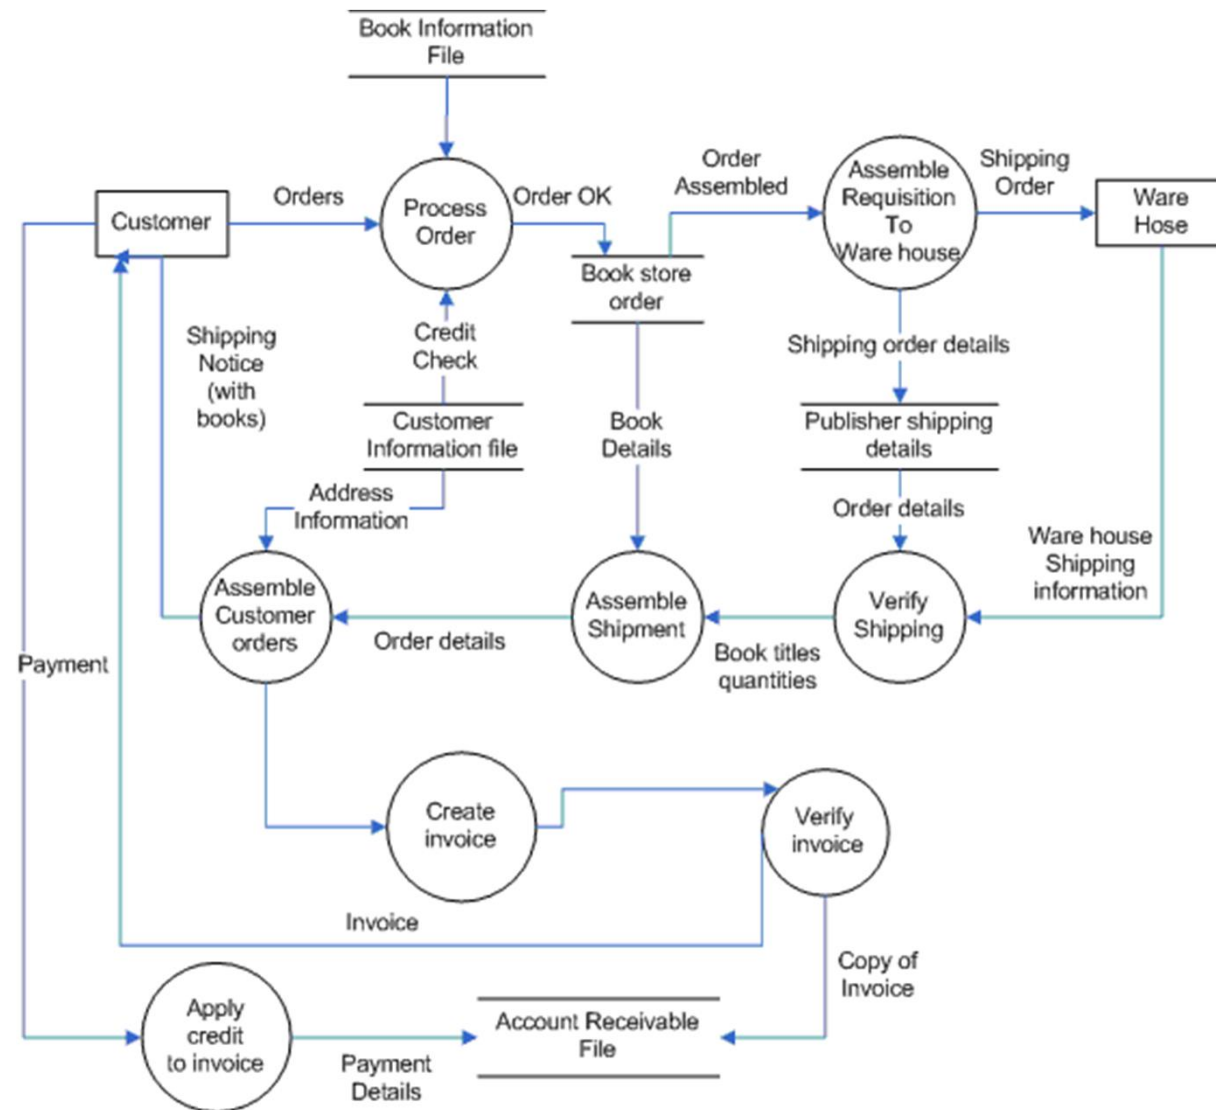 Book Information
File
Orders
Process
Order
Order OK
Order
Assembled
Assemble
Requisition
To
Ware house
Shipping
Order
Ware
Hose
Customer
Book store
order
Shipping
Notice
(with
books)
Credit
Check
Shipping order details
Customer
Information file
Book
Details
Publisher shipping
details
Address
Information
Order details
Ware house
Shipping
information
Assemble
Customer
orders
Order details
Assemble
Shipment
Book titles
quantities
Verify
Shipping
Payment
Create
invoice
Verify
invoice
Invoice
Copy of
Invoice
Apply
credit
to invoice
Payment
Details
Account Receivable
File